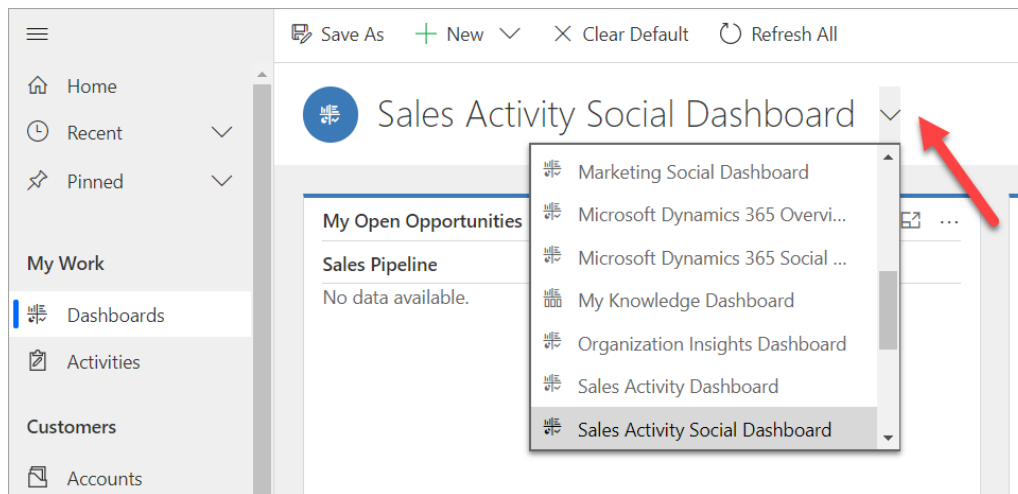 Save As
New
Clear Default
Refresh All
Home
Recent
Pinned
My Work
Dashboards
Activities
Customers
Accounts
Sales Activity Social Dashboard
Marketing Social Dashboard
Microsoft Dynamics 365 Overvi...
Microsoft Dynamics 365 Social ...
My Knowledge Dashboard
Organization Insights Dashboard
Sales Activity Dashboard
Sales Activity Social Dashboard
My Open Opportunities
Sales Pipeline
No data available.